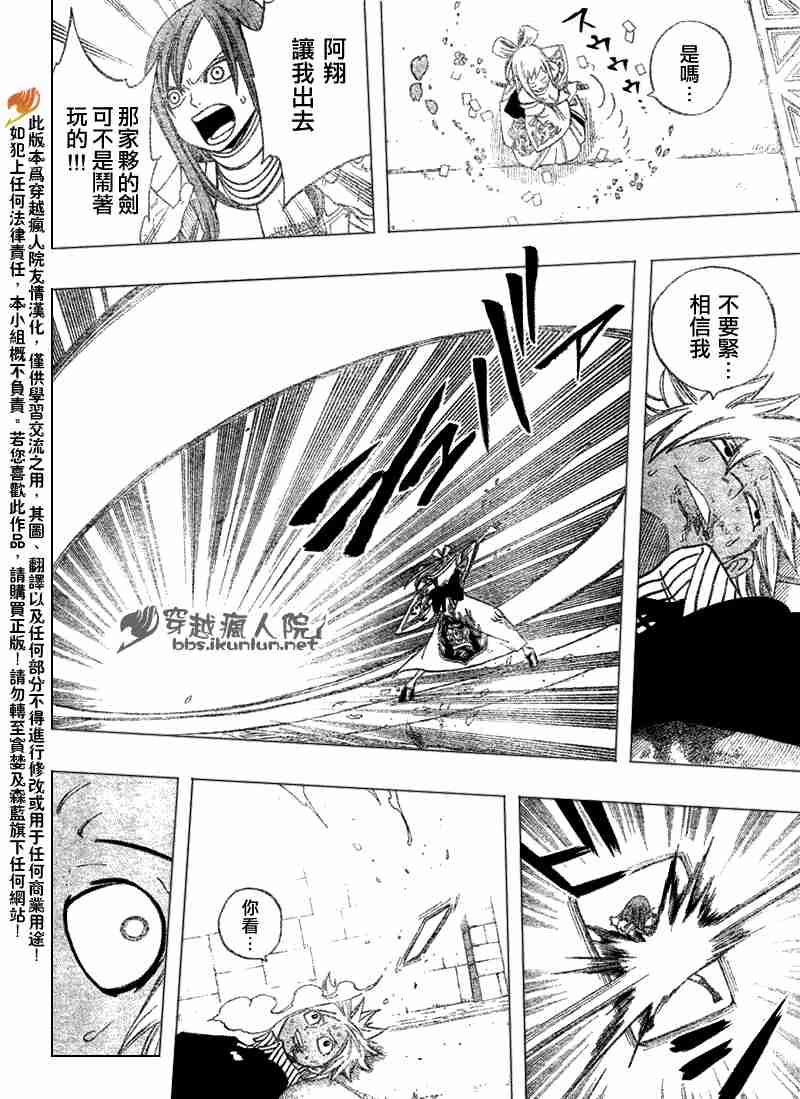 是嗎…
阿翔
讓我出去
那家夥的劍
可不是鬧著
玩的!!!
不要緊…
相信我
你看…
穿越瘋人院
bbs.ikunlun.net
此版本爲穿越瘋人院友情漢化，僅供學習交流之用，其圖、翻譯以及任何部分不得進行修改或用于任何商業用途！
如犯上任何法律責任，本小組概不負責。若您喜歡此作品，請購買正版！請勿轉至貪婪及森藍旗下任何網站！